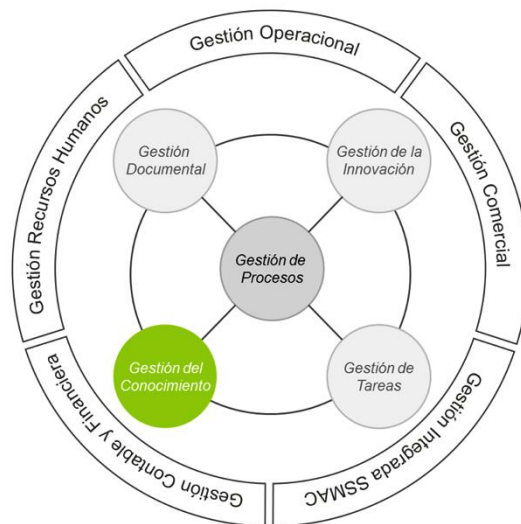 Gestión Operacional
Gestión Recursos Humanos
Gestión Comercial
Gestión
Documental
Gestión de la
Innovación
Gestión de
Procesos
Gestión del
Conocimiento
Gestión de
Tareas
Gestión Contable y Financiera
Gestión Integrada SSMAC